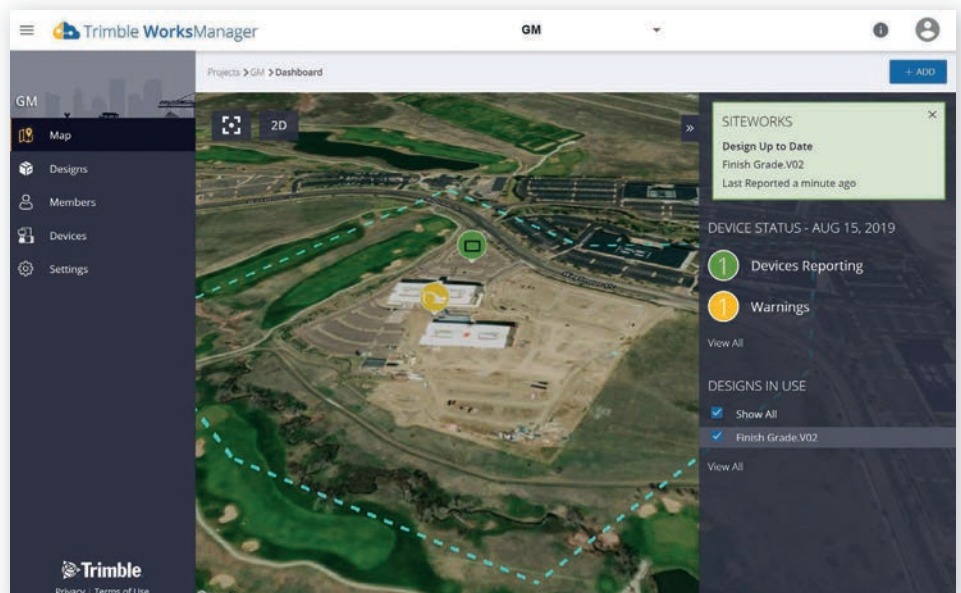 Trimble WorksManager
GM
Projects > GM > Dashboard
+ ADD
GM
Map
Designs
Members
Devices
Settings
Trimble
Privacy | Terms of Use
2D
»
SITEWORKS
×
Design Up to Date
Finish Grade.V02
Last Reported a minute ago
DEVICE STATUS - AUG 15, 2019
1 Devices Reporting
1 Warnings
View All
DESIGNS IN USE
Show All
Finish Grade.V02
View All